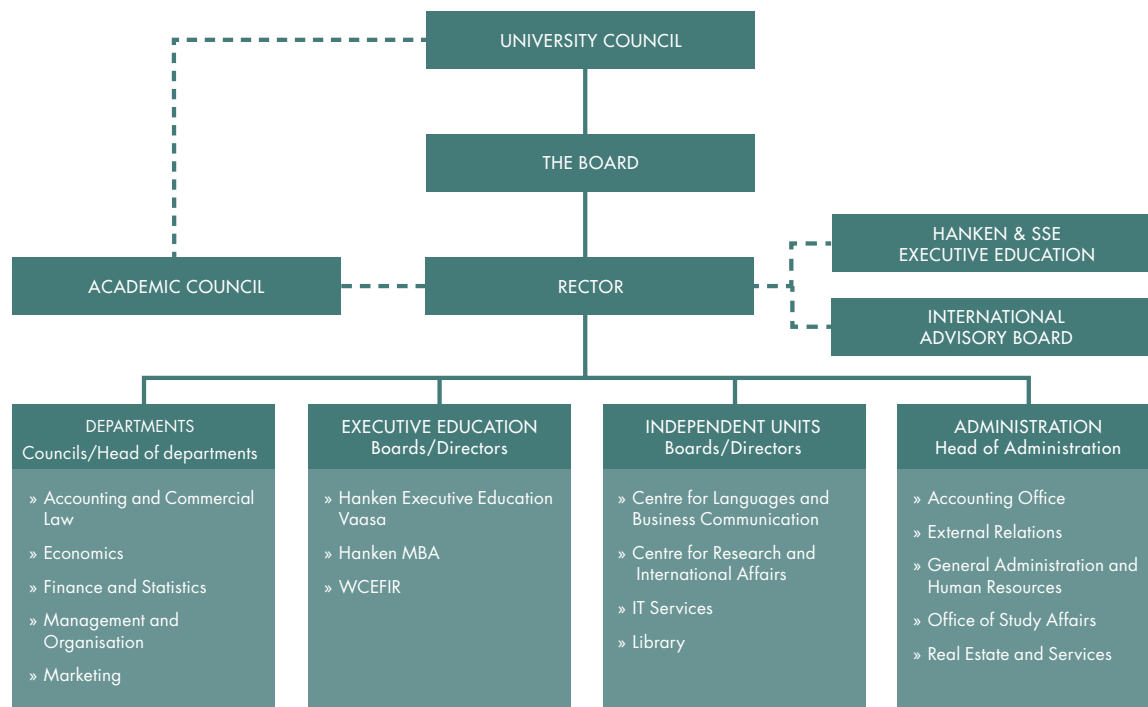 UNIVERSITY COUNCIL
THE BOARD
HANKEN & SSE
EXECUTIVE EDUCATION
ACADEMIC COUNCIL
RECTOR
INTERNATIONAL
ADVISORY BOARD
DEPARTMENTS
Councils/Head of departments
» Accounting and Commercial
Law
» Economics
» Finance and Statistics
» Management and
Organisation
» Marketing
EXECUTIVE EDUCATION
Boards/Directors
» Hanken Executive Education
Vaasa
» Hanken MBA
» WCEFIR
INDEPENDENT UNITS
Boards/Directors
» Centre for Languages and
Business Communication
» Centre for Research and
International Affairs
» IT Services
» Library
ADMINISTRATION
Head of Administration
» Accounting Office
» External Relations
» General Administration and
Human Resources
» Office of Study Affairs
» Real Estate and Services